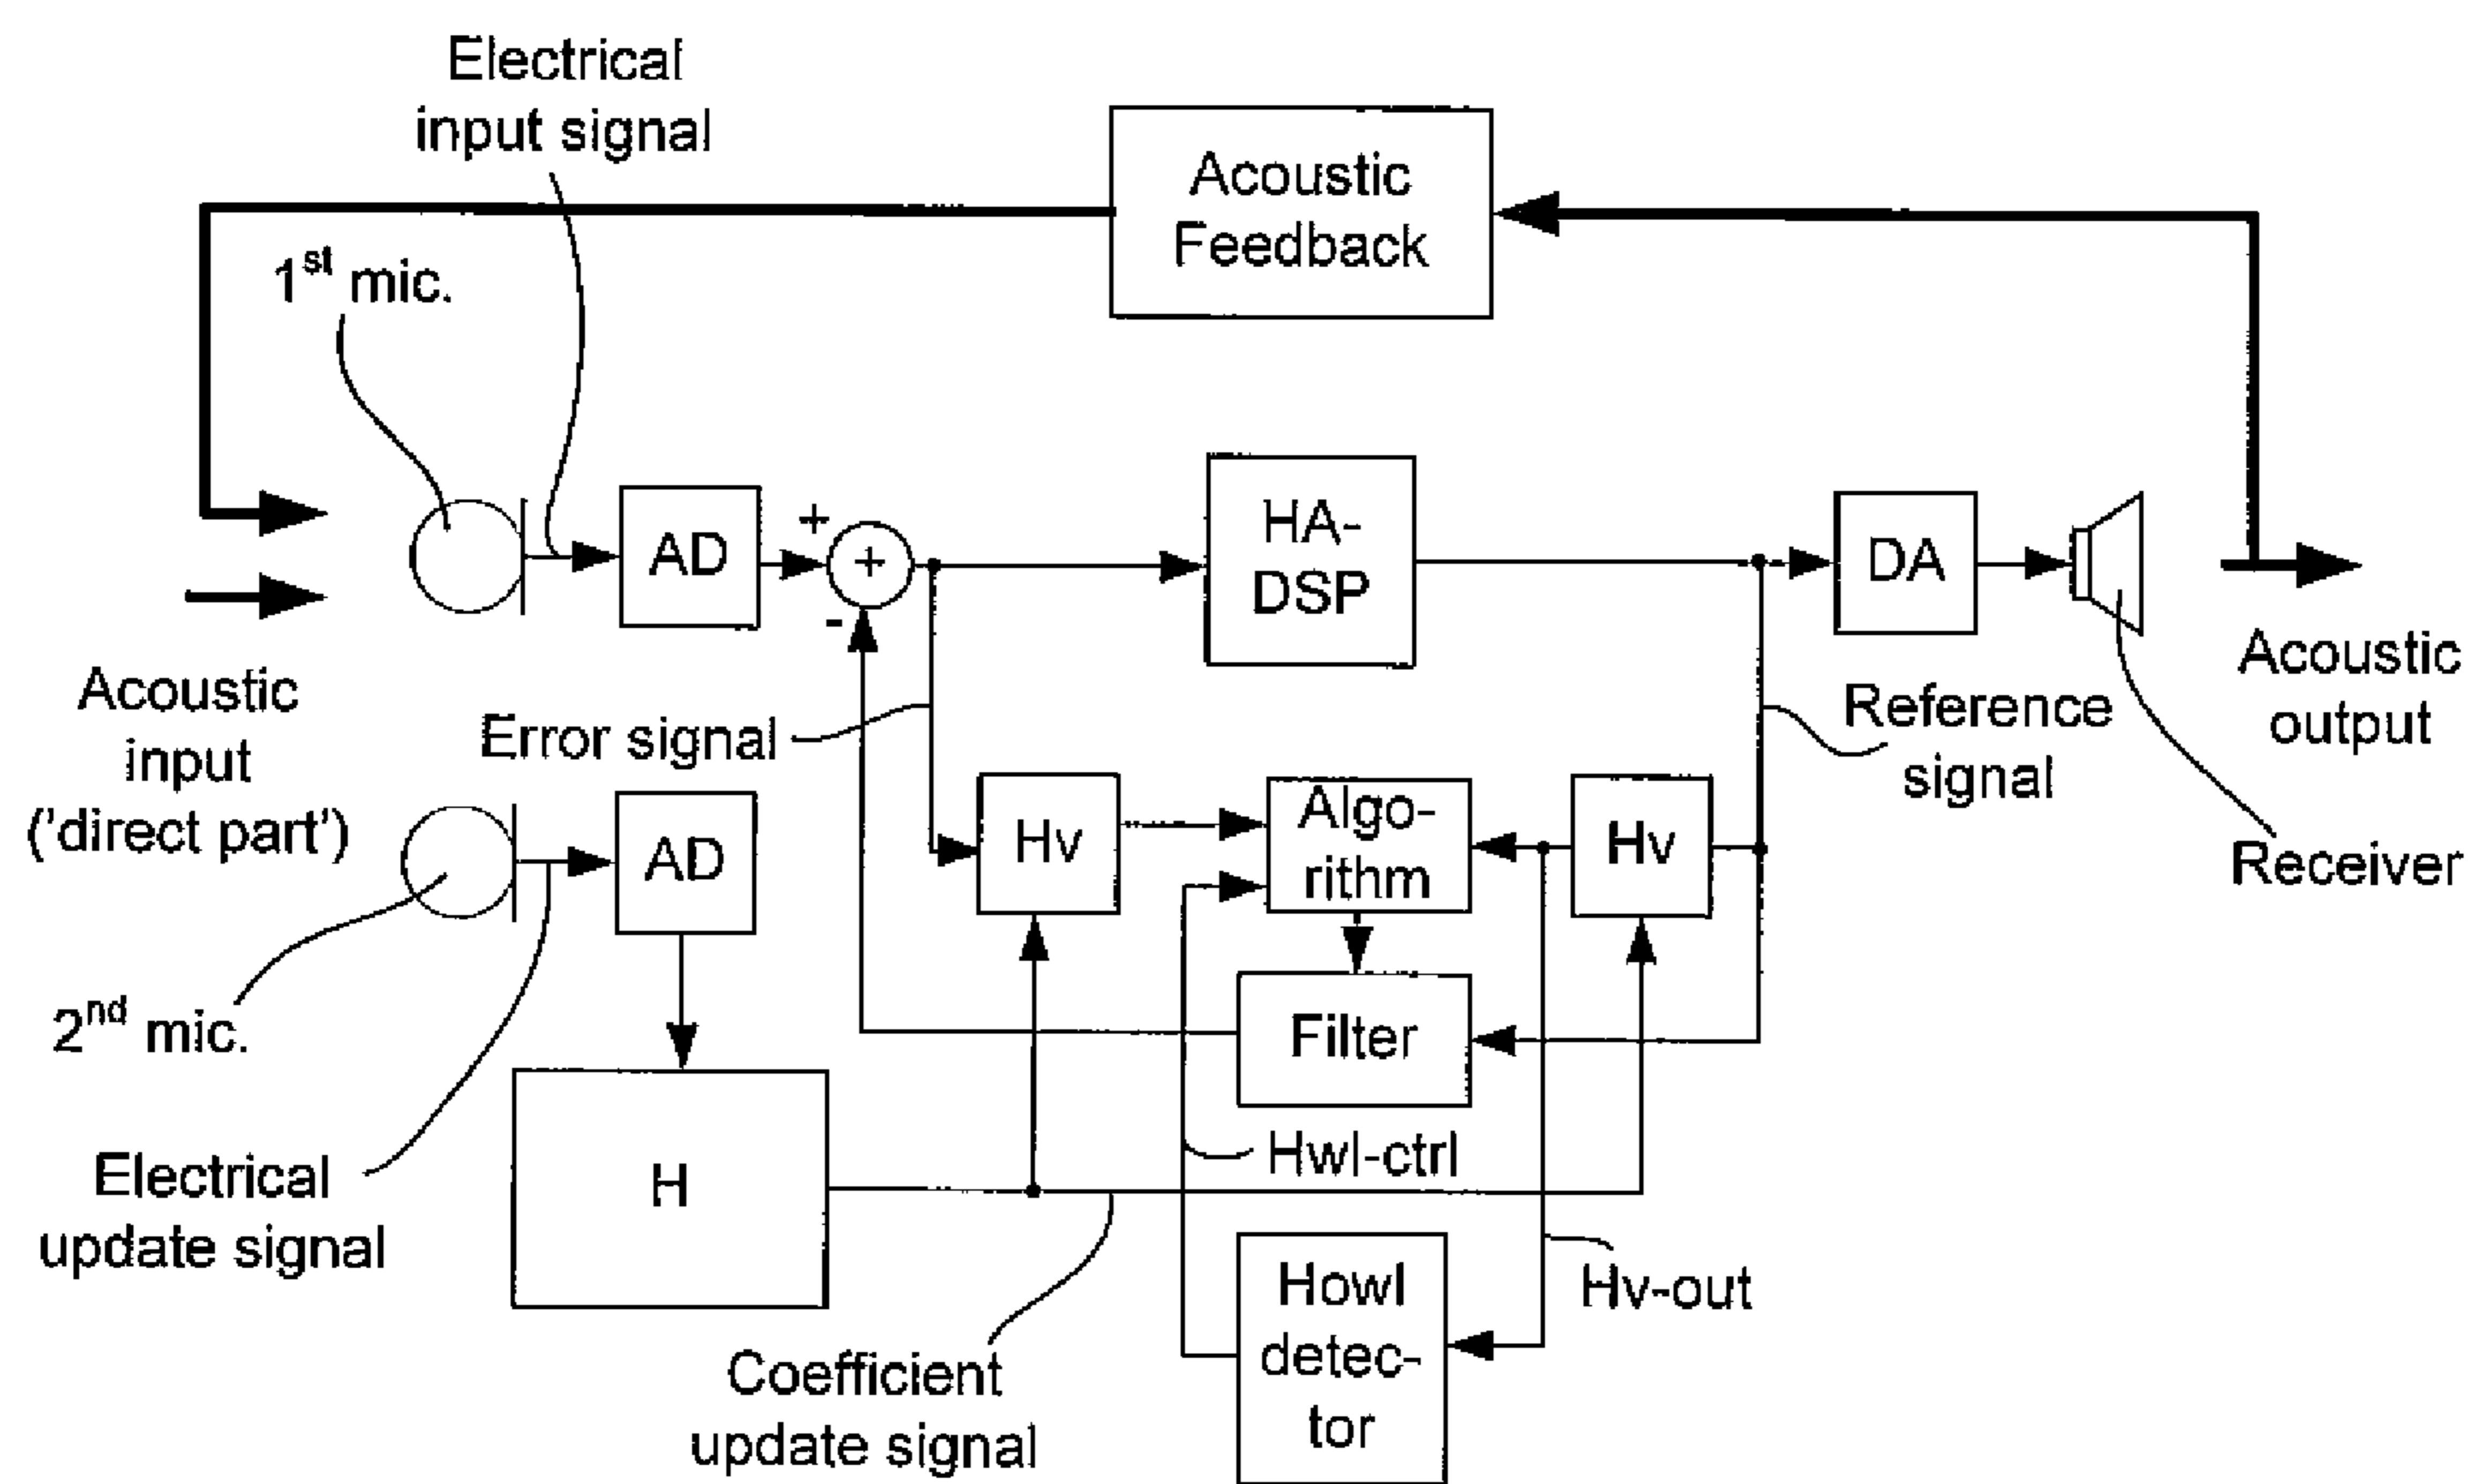 Electrical
input signal
Acoustic
Feedback
1st mic.
AD
+
+
-
HA-
DSP
DA
Acoustic
input
('direct part')
Error signal
Reference
signal
Acoustic
output
Receiver
AD
Hv
Algo-
rithm
Hv
2nd mic.
Filter
Electrical
update signal
H
Hwl-ctrl
Hv-out
Howl
detec-
tor
Coefficient
update signal